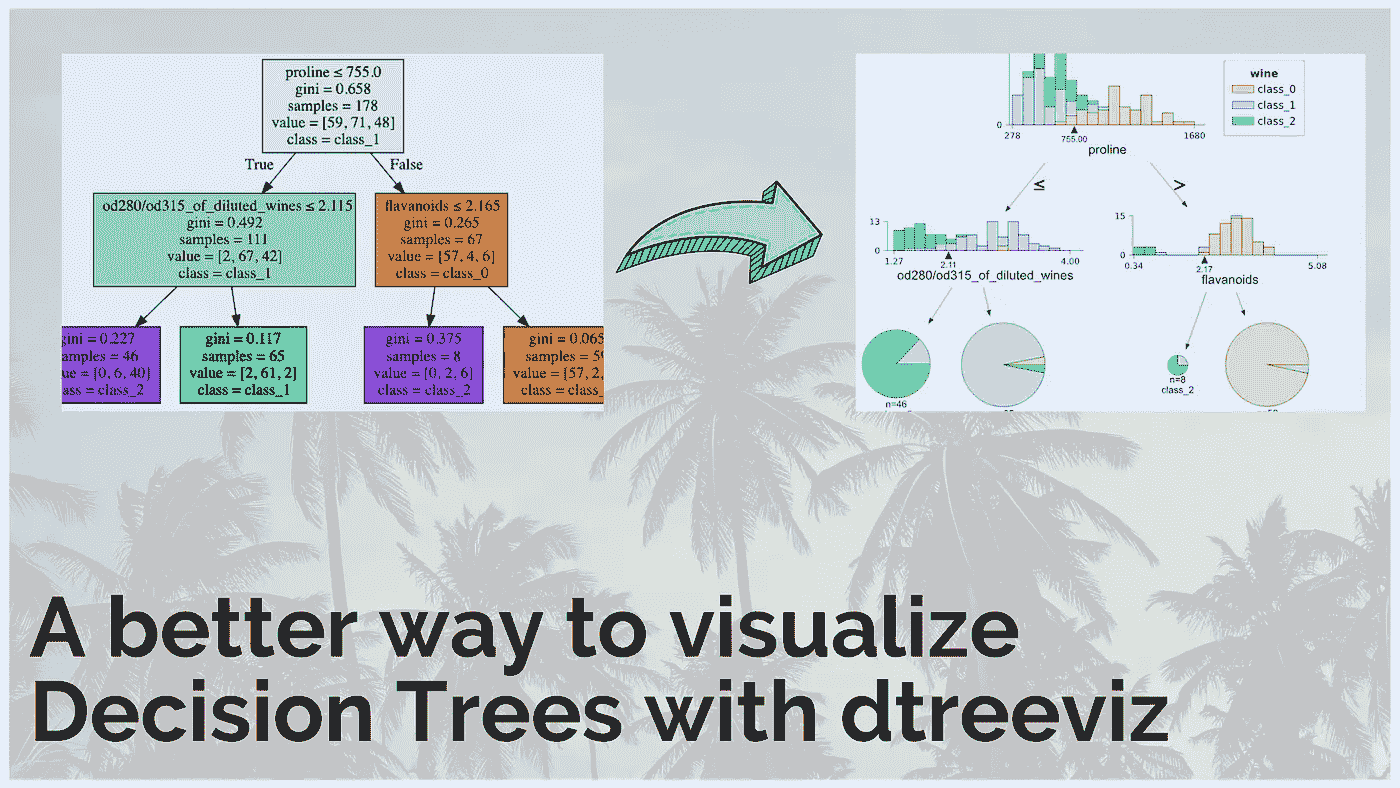 proline ≤ 755.0
gini = 0.658
samples = 178
value = [59, 71, 48]
class = class_1
True
False
od280/od315_of_diluted_wines ≤ 2.115
gini = 0.492
samples = 111
value = [2, 67, 42]
class = class_1
flavanoids ≤ 2.165
gini = 0.265
samples = 67
value = [57, 4, 6]
class = class_0
gini = 0.227
amples = 46
ue = [0, 6, 40]
ass = class_2
gini = 0.117
samples = 65
value = [2, 61, 2]
class = class_1
gini = 0.375
samples = 8
value = [0, 2, 6]
class = class_2
gini = 0.065
samples = 5
value = [57, 2,
class = class_
wine
class_0
class_1
class_2
0
278
755.00
1680
proline
≤
>
13
0
1.27
2.11
4.00
od280/od315_of_diluted_wines
15
0
0.34
2.17
5.08
flavanoids
n=46
n=8
class_2
A better way to visualize
Decision Trees with dtreeviz